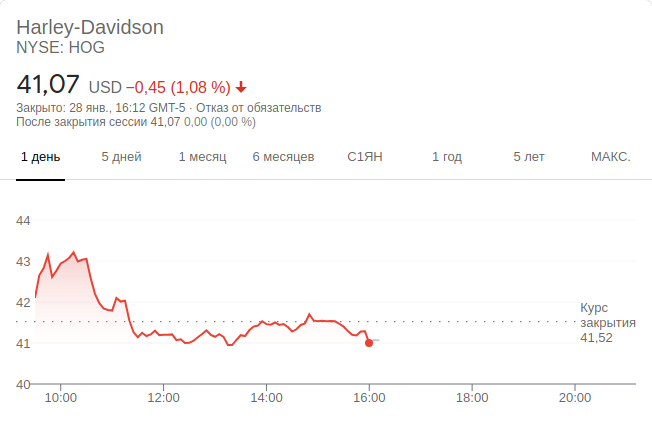 Harley-Davidson
NYSE: HOG
41,07 USD −0,45 (1,08 %)
Закрыто: 28 янв., 16:12 GMT-5 · Отказ от обязательств
После закрытия сессии 41,07 0,00 (0,00 %)
1 день 5 дней 1 месяц 6 месяцев С1ЯН 1 год 5 лет МАКС.
44
43
42
Курс
закрытия
41,52
41
40
10:00 12:00 14:00 16:00 18:00 20:00